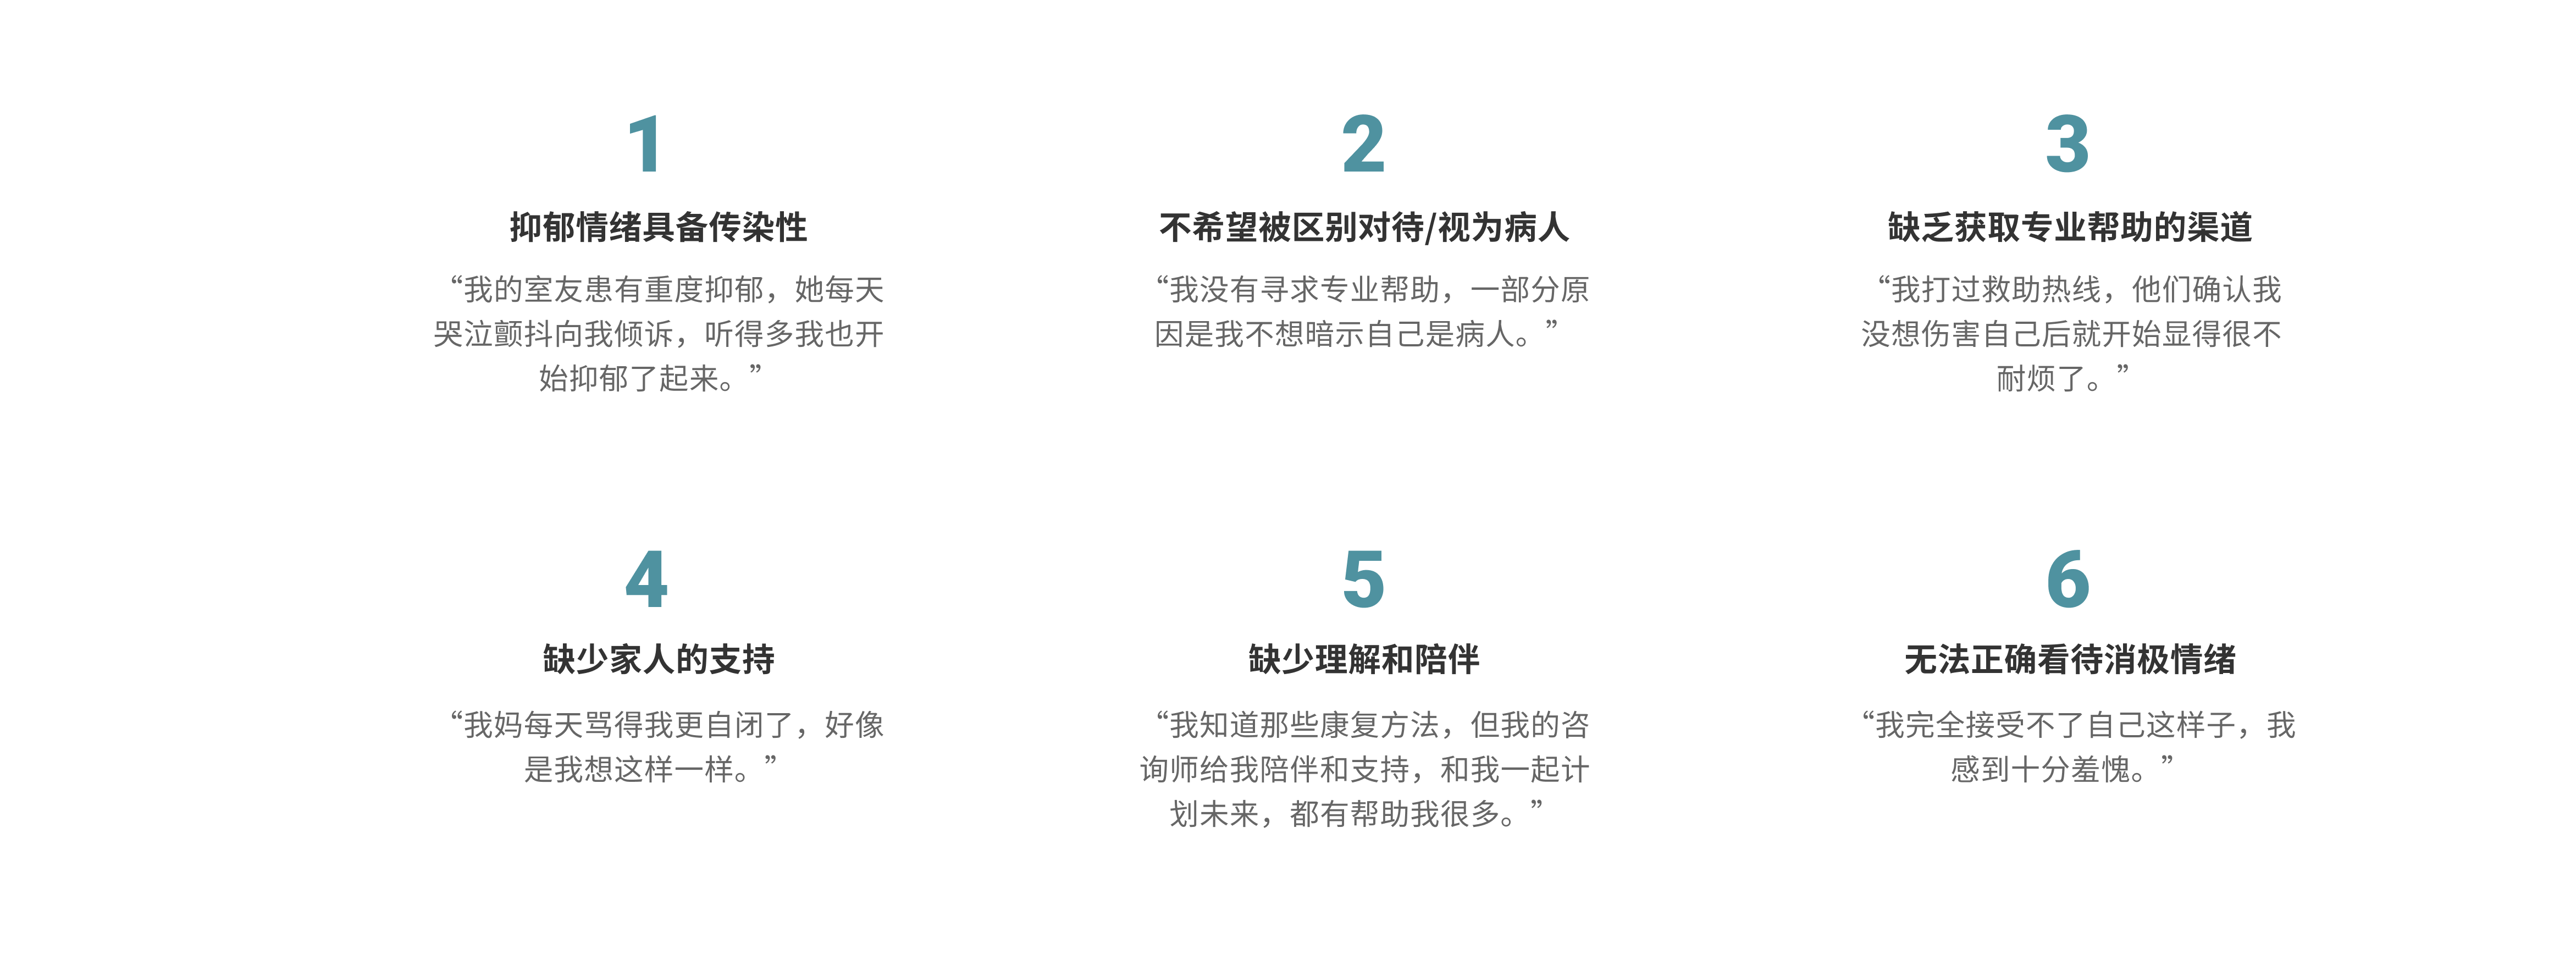 1
抑郁情绪具备传染性
“我的室友患有重度抑郁，她每天
哭泣颤抖向我倾诉，听得多我也开
始抑郁了起来。”
2
不希望被区别对待/视为病人
“我没有寻求专业帮助，一部分原
因是我不想暗示自己是病人。”
3
缺乏获取专业帮助的渠道
“我打过救助热线，他们确认我
没想伤害自己后就开始显得很不
耐烦了。”
4
缺少家人的支持
“我妈每天骂得我更自闭了，好像
是我想这样一样。”
5
缺少理解和陪伴
“我知道那些康复方法，但我的咨
询师给我陪伴和支持，和我一起计
划未来，都有帮助我很多。”
6
无法正确看待消极情绪
“我完全接受不了自己这样子，我
感到十分羞愧。”